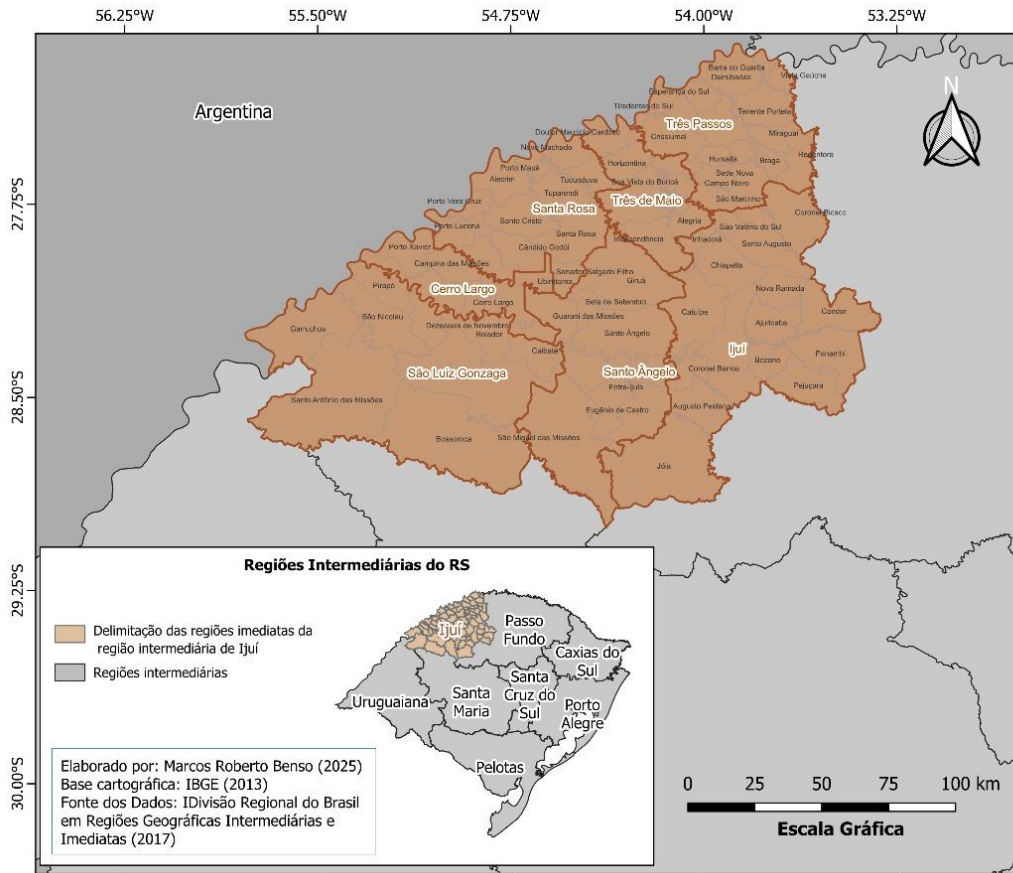 56.25°W 55.50°W 54.75°W 54.00°W 53.25°W
27.75°S
28.50°S
29.25°S
30.00°S
N
Argentina
Barra do Guarita
Derrubadas
Vista Gaúcha
Esperança do Sul
Tiradentes do Sul
Tenente Portela
Três Passos
Doutor Maurício Cardoso
Crissiumal
Miraguaí
Novo Machado
Redentora
Porto Mauá
Horizontina
Humaitá
Braga
Alecrim
Tucunduva
Boa Vista do Buricá
Sede Nova
Campo Novo
Tuparendi
Porto Vera Cruz
Três de Maio
São Martinho
Santa Rosa
Coronel Bicaco
Santo Cristo
Alegria
Porto Lucena
Santa Rosa
São Valério do Sul
Independência
Inhacorá
Santo Augusto
Porto Xavier
Cândido Godói
Campina das Missões
Chiapetta
Senador Salgado Filho
Ubiretama
Giruá
Pirapó
Cerro Largo
Nova Ramada
Cerro Largo
Sete de Setembro
São Nicolau
Guarani das Missões
Catuípe
Condor
Garruchos
Dezesseis de Novembro
Ajuricaba
Rolador
Santo Ângelo
Caibaté
Ijuí
Panambi
Bozano
São Luíz Gonzaga
Santo Ângelo
Coronel Barros
Entre-Ijuís
Pejuçara
Santo Antônio das Missões
Eugênio de Castro
Augusto Pestana
Bossoroca
São Miguel das Missões
Jóia
Regiões Intermediárias do RS
Delimitação das regiões imediatas da
região intermediária de Ijuí
Regiões intermediárias
Ijuí
Passo
Fundo
Caxias do
Sul
Uruguaiana
Santa
Maria
Santa
Cruz do
Sul
Porto
Alegre
Pelotas
Elaborado por: Marcos Roberto Benso (2025)
Base cartográfica: IBGE (2013)
Fonte dos Dados: IDivisão Regional do Brasil
em Regiões Geográficas Intermediárias e
Imediatas (2017)
0 25 50 75 100 km
Escala Gráfica